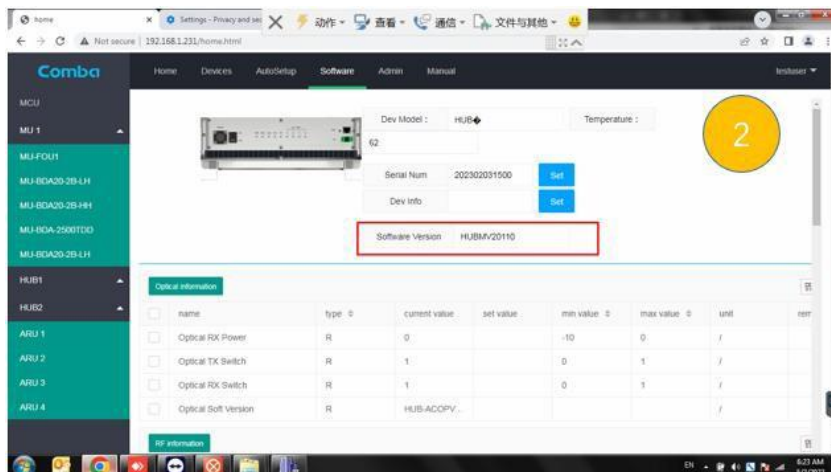 home
Settings - Privacy and sec
动作 查看 通信 文件与其他
Not secure | 192.168.1.231/home.html
Comba
Home Devices AutoSetup Software Admin Manual testuser
MCU
MU 1
MU-FOU1
MU-BDA20-2B-LH
MU-BDA20-2B-HH
MU-BDA-2500TDD
MU-BDA20-2B-LH
HUB1
HUB2
ARU 1
ARU 2
ARU 3
ARU 4
Dev Model : HUB� Temperature :
62
2
Serial Num 202302031500 Set
Dev Info Set
Software Version HUBMV20110
Optical information
name type current value set value min value max value unit rem
Optical RX Power R 0 -10 0 /
Optical TX Switch R 1 0 1 /
Optical RX Switch R 1 0 1 /
Optical Soft Version R HUB-ACOPV... /
RF information
EN 6:23 AM